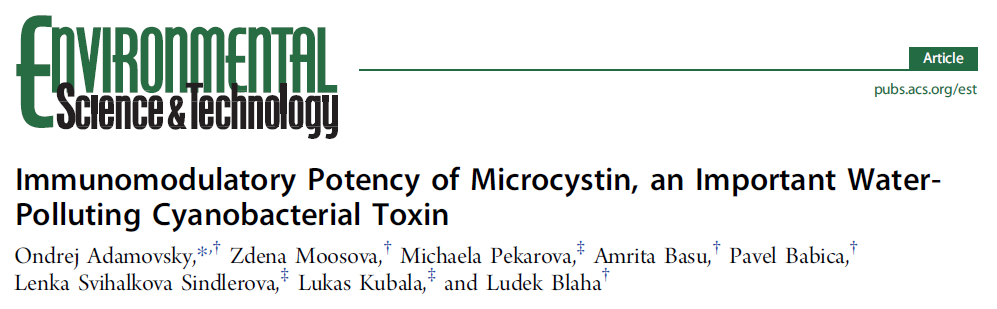 ENVIRONMENTAL
Science & Technology
Article
pubs.acs.org/est
Immunomodulatory Potency of Microcystin, an Important Water-
Polluting Cyanobacterial Toxin
Ondrej Adamovsky,*,† Zdena Moosova,† Michaela Pekarova,‡ Amrita Basu,† Pavel Babica,†
Lenka Svihalkova Sindlerova,‡ Lukas Kubala,‡ and Ludek Blaha†